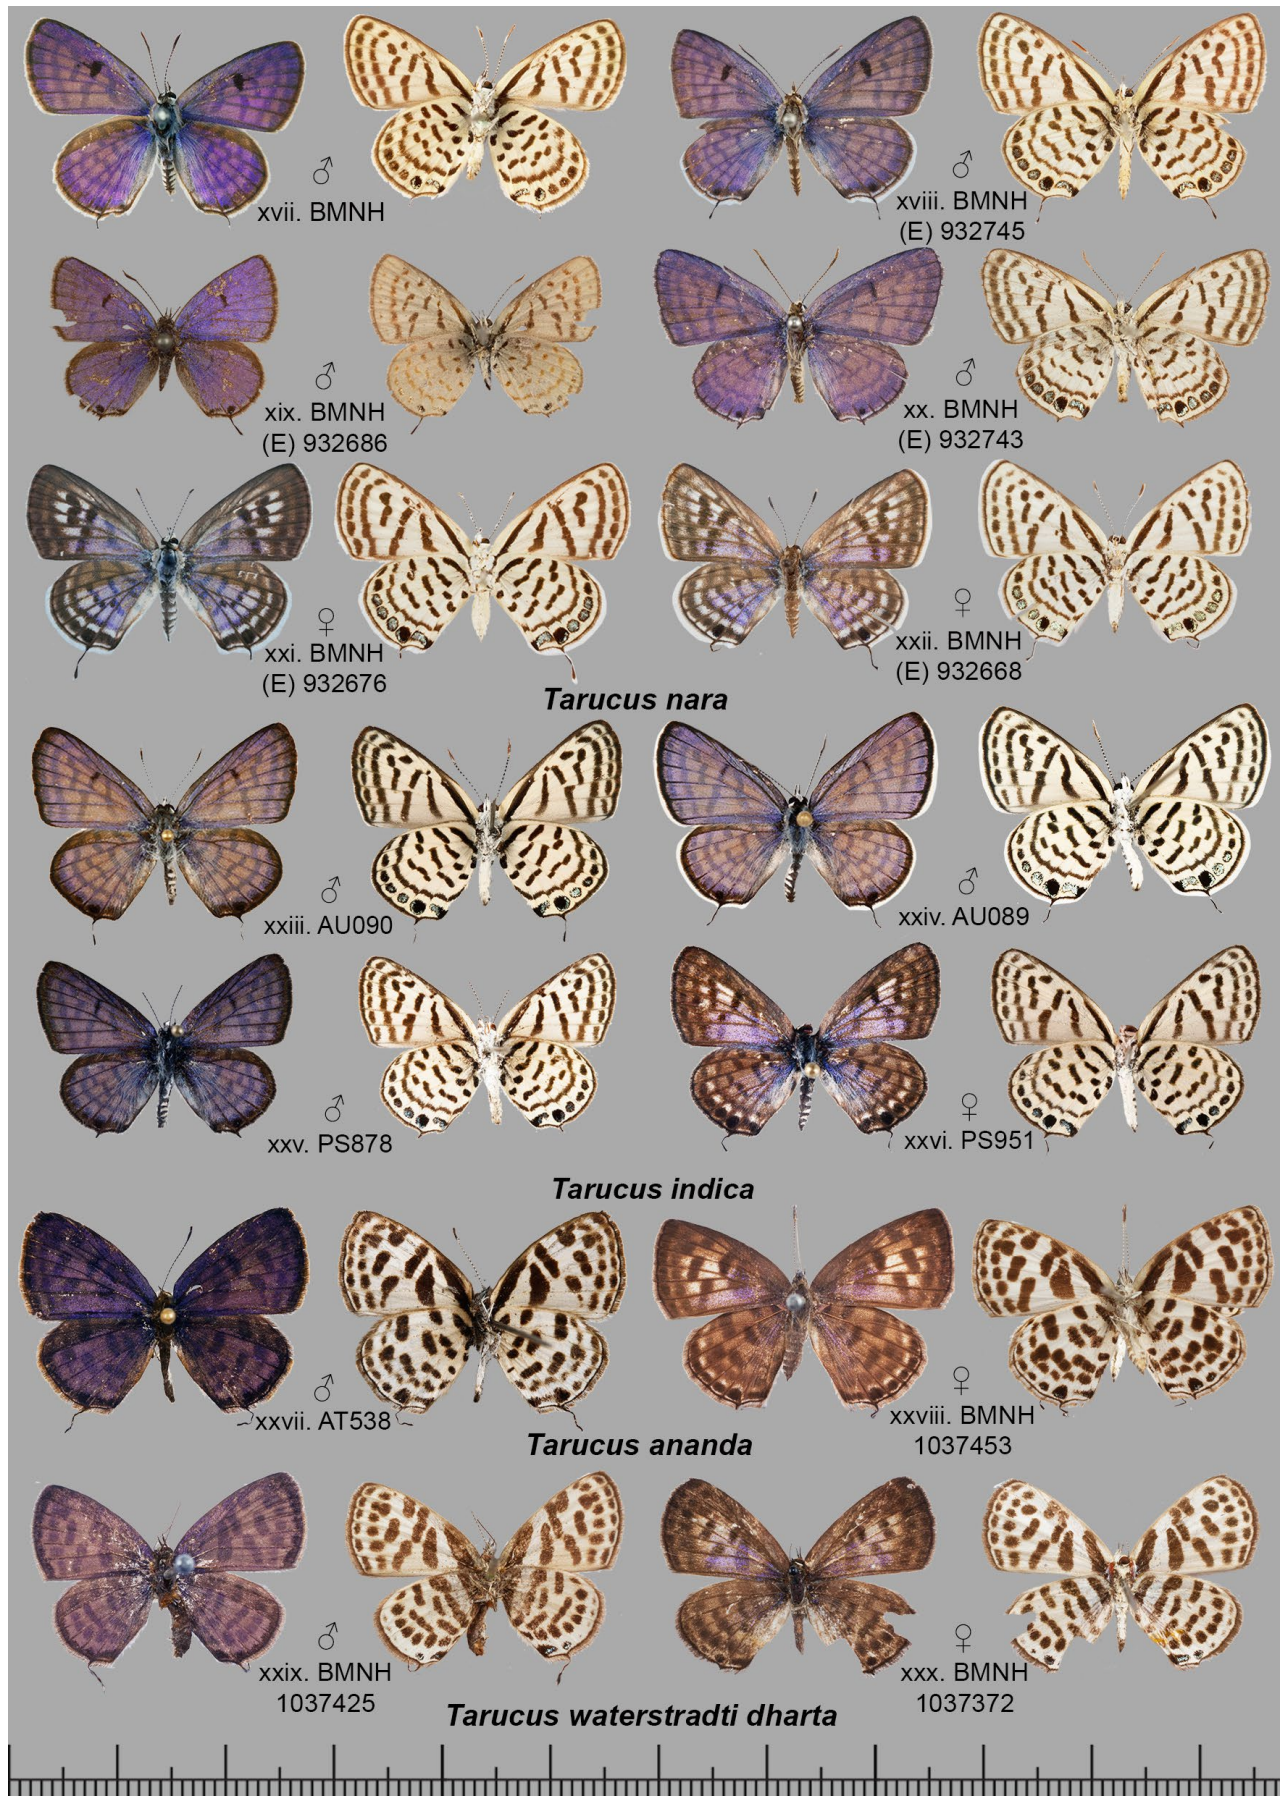 ♂
xvii. BMNH
♂
xviii. BMNH
(E) 932745
♂
xix. BMNH
(E) 932686
♂
xx. BMNH
(E) 932743
♀
xxi. BMNH
(E) 932676
♀
xxii. BMNH
(E) 932668
Tarucus nara
♂
xxiii. AU090
♂
xxiv. AU089
♂
xxv. PS878
♀
xxvi. PS951
Tarucus indica
♂
xxvii. AT538
♀
xxviii. BMNH
1037453
Tarucus ananda
♂
xxix. BMNH
1037425
♀
xxx. BMNH
1037372
Tarucus waterstradti dharta